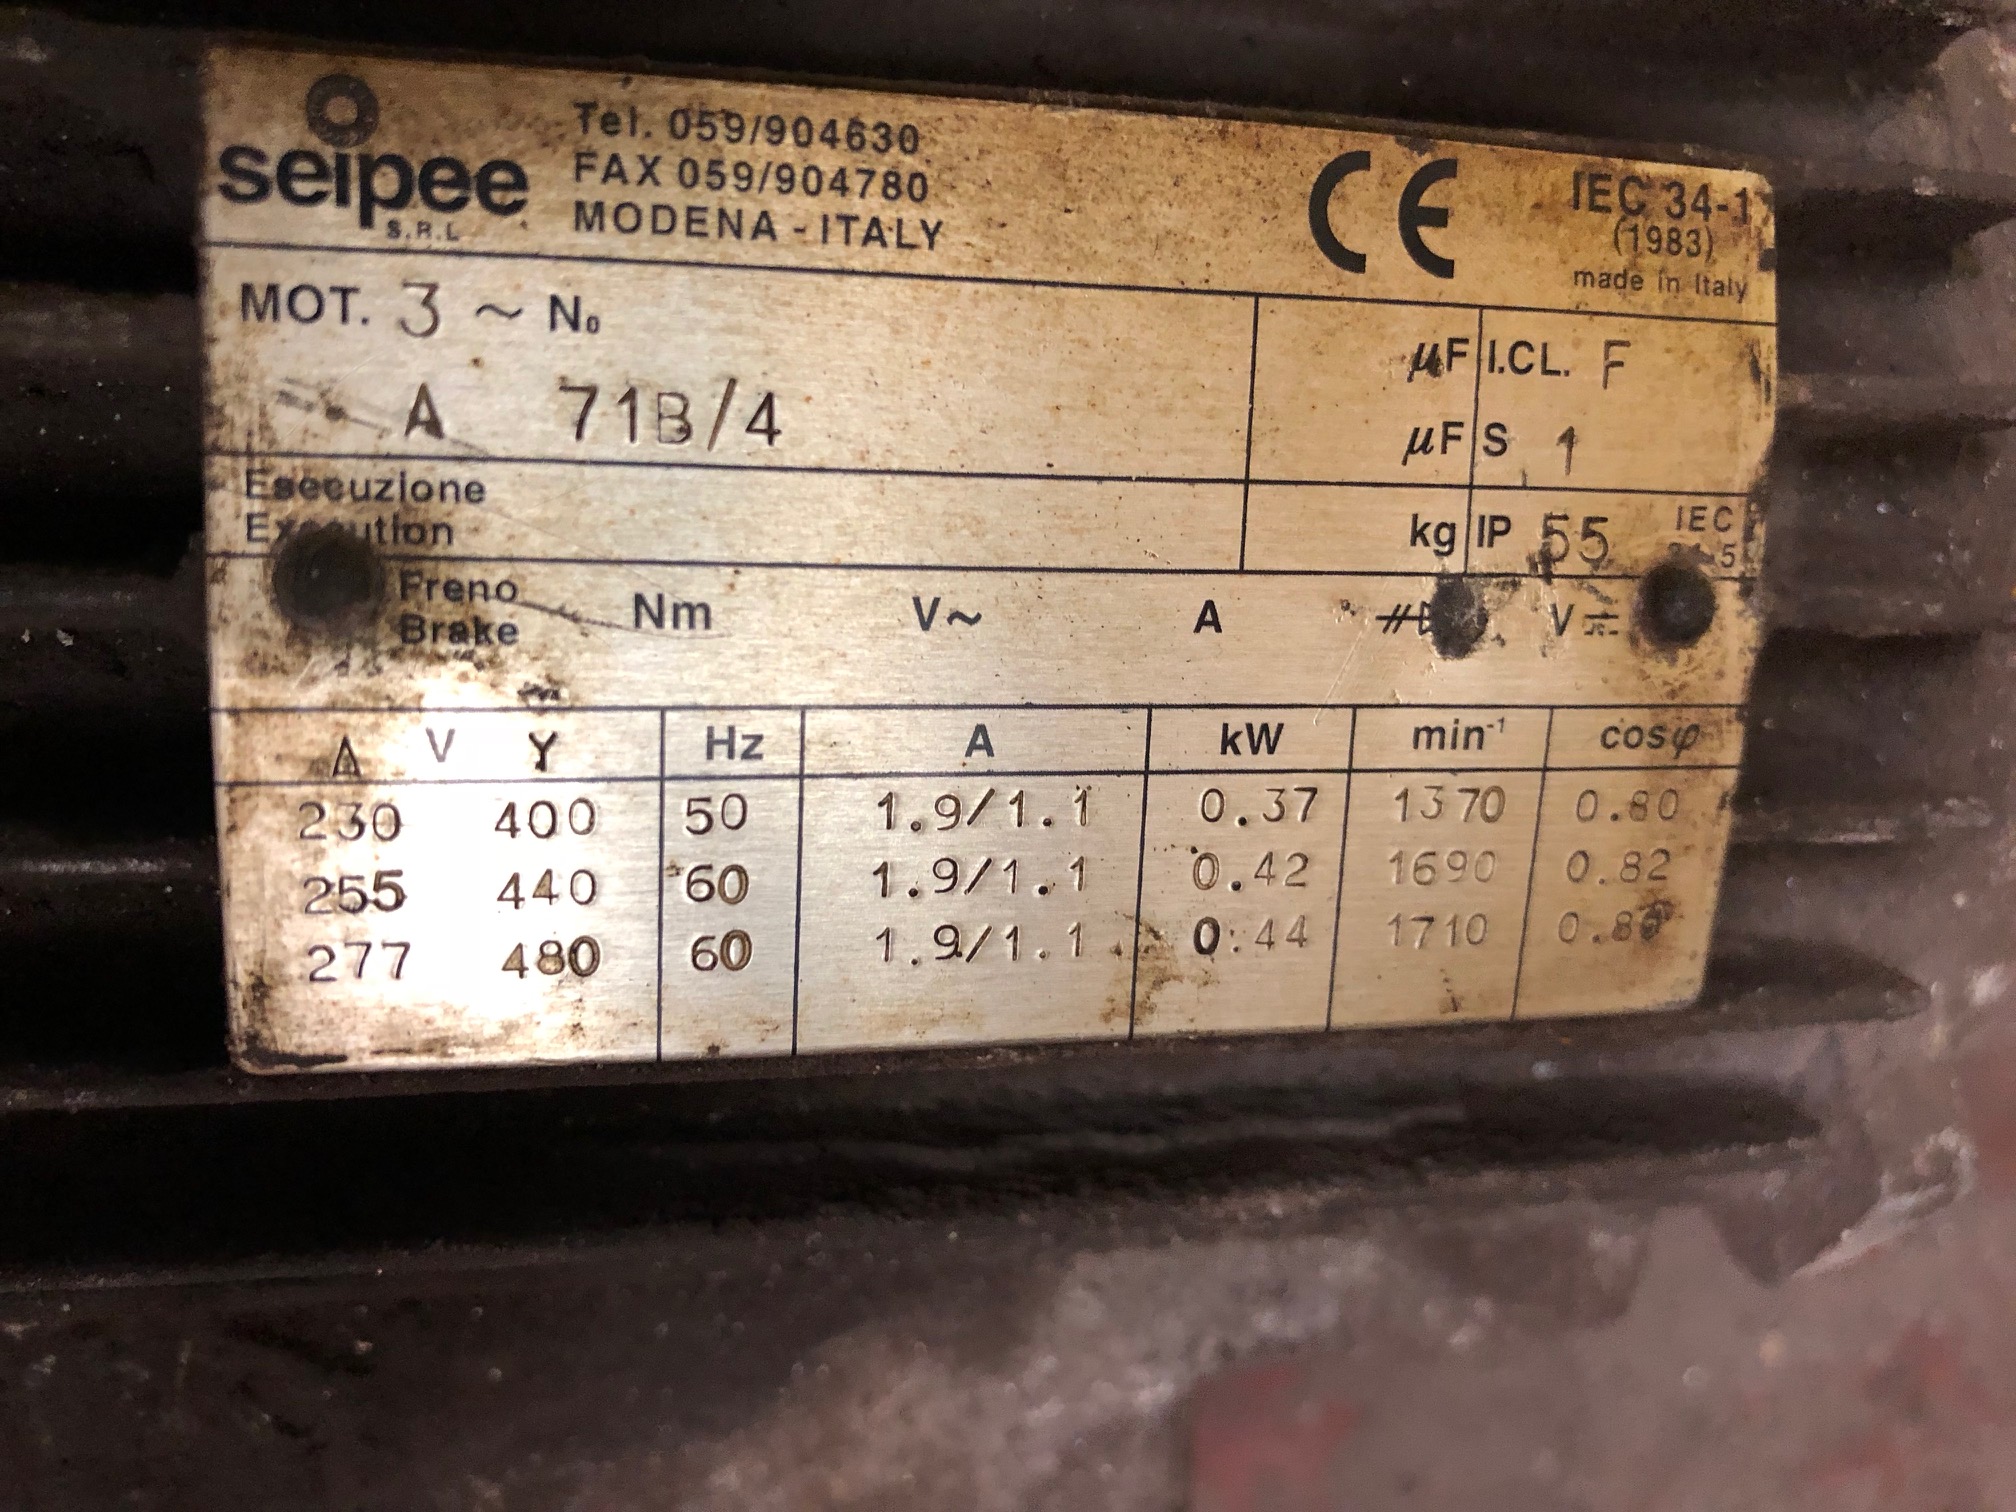 seipee
S.R.L.
Tel. 059/904630
FAX 059/904780
MODENA - ITALY
CE
IEC 34-1
(1983)
made in Italy
MOT. 3 ~ No
µF I.CL. F
A 71B/4
µF S 1
Esecuzione
Execution
kg IP 55 IEC
Freno
Brake
Nm V~ A V
Δ V Y Hz A kW min-1 cosφ
230 400 50 1.9/1.1 0.37 1370 0.80
255 440 60 1.9/1.1 0.42 1690 0.82
277 480 60 1.9/1.1 0.44 1710